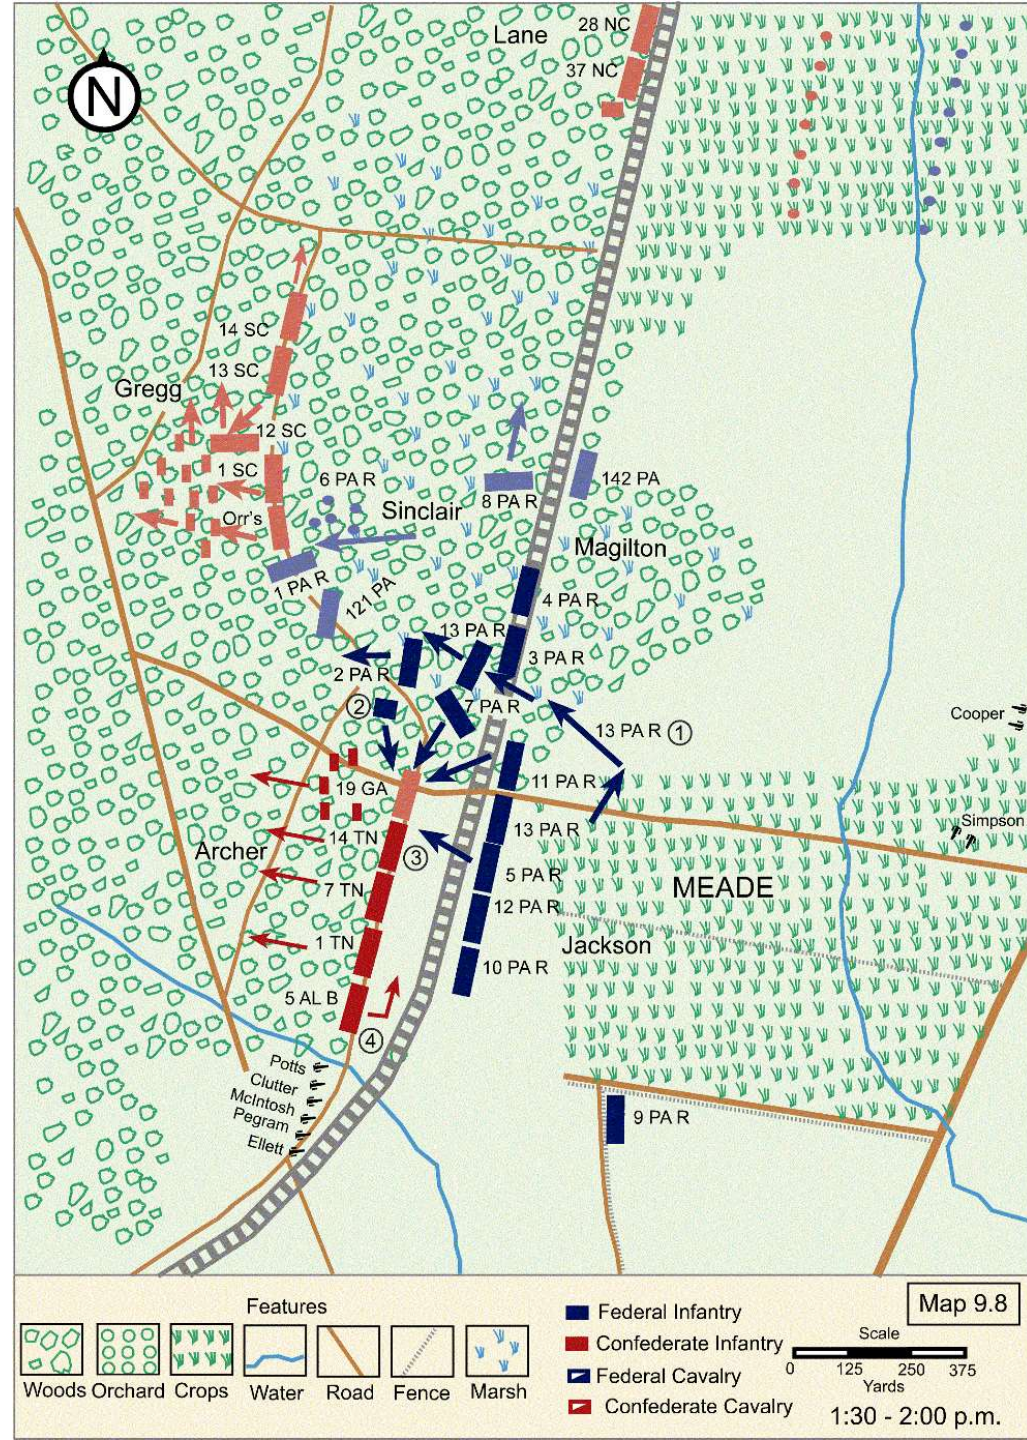 Lane
28 NC
37 NC
N
14 SC
13 SC
Gregg
12 SC
1 SC
6 PA R
Sinclair
8 PA R
142 PA
Orr's
Magilton
1 PA R
121 PA
4 PA R
13 PA R
3 PA R
2 PA R
2
7 PA R
13 PA R 1
Cooper
11 PA R
19 GA
13 PA R
Simpson
14 TN
Archer
3
5 PA R
7 TN
MEADE
12 PA R
1 TN
Jackson
10 PA R
5 AL B
4
Potts
Clutter
McIntosh
Pegram
Ellett
9 PA R
Features
Woods
Orchard
Crops
Water
Road
Fence
Marsh
Federal Infantry
Confederate Infantry
Federal Cavalry
Confederate Cavalry
Map 9.8
Scale
0 125 250 375
Yards
1:30 - 2:00 p.m.